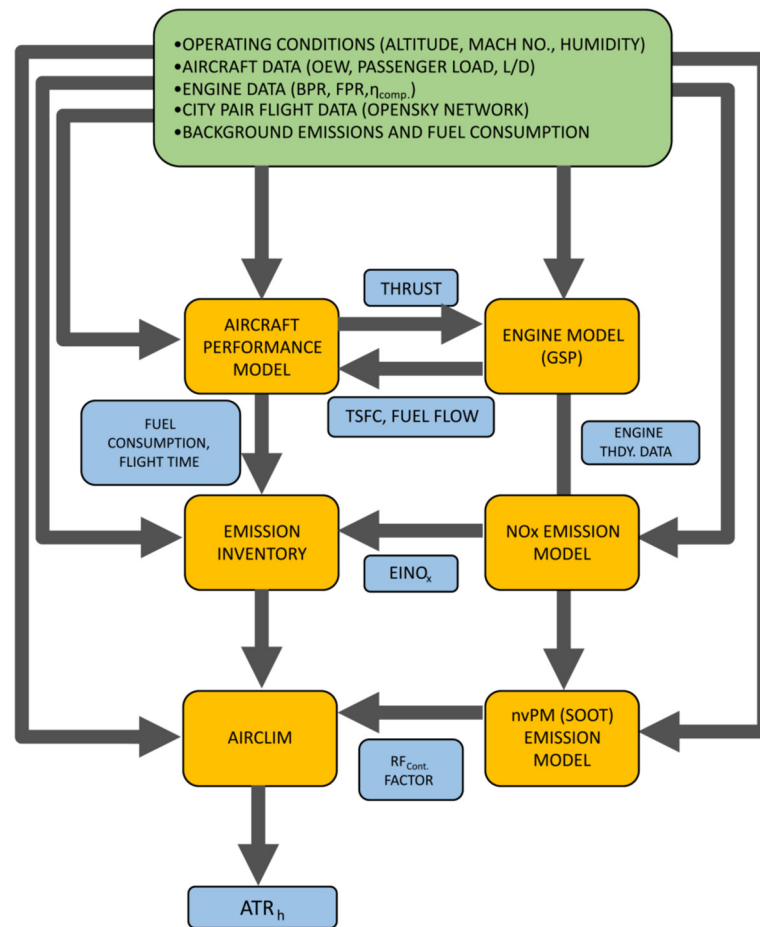 •OPERATING CONDITIONS (ALTITUDE, MACH NO., HUMIDITY)
•AIRCRAFT DATA (OEW, PASSENGER LOAD, L/D)
•ENGINE DATA (BPR, FPR,ηcomp.)
•CITY PAIR FLIGHT DATA (OPENSKY NETWORK)
•BACKGROUND EMISSIONS AND FUEL CONSUMPTION
THRUST
AIRCRAFT
PERFORMANCE
MODEL
ENGINE MODEL
(GSP)
TSFC, FUEL FLOW
FUEL
CONSUMPTION,
FLIGHT TIME
ENGINE
THDY. DATA
EMISSION
INVENTORY
NOx EMISSION
MODEL
EINOx
AIRCLIM
nvPM (SOOT)
EMISSION
MODEL
RFCont.
FACTOR
ATRh